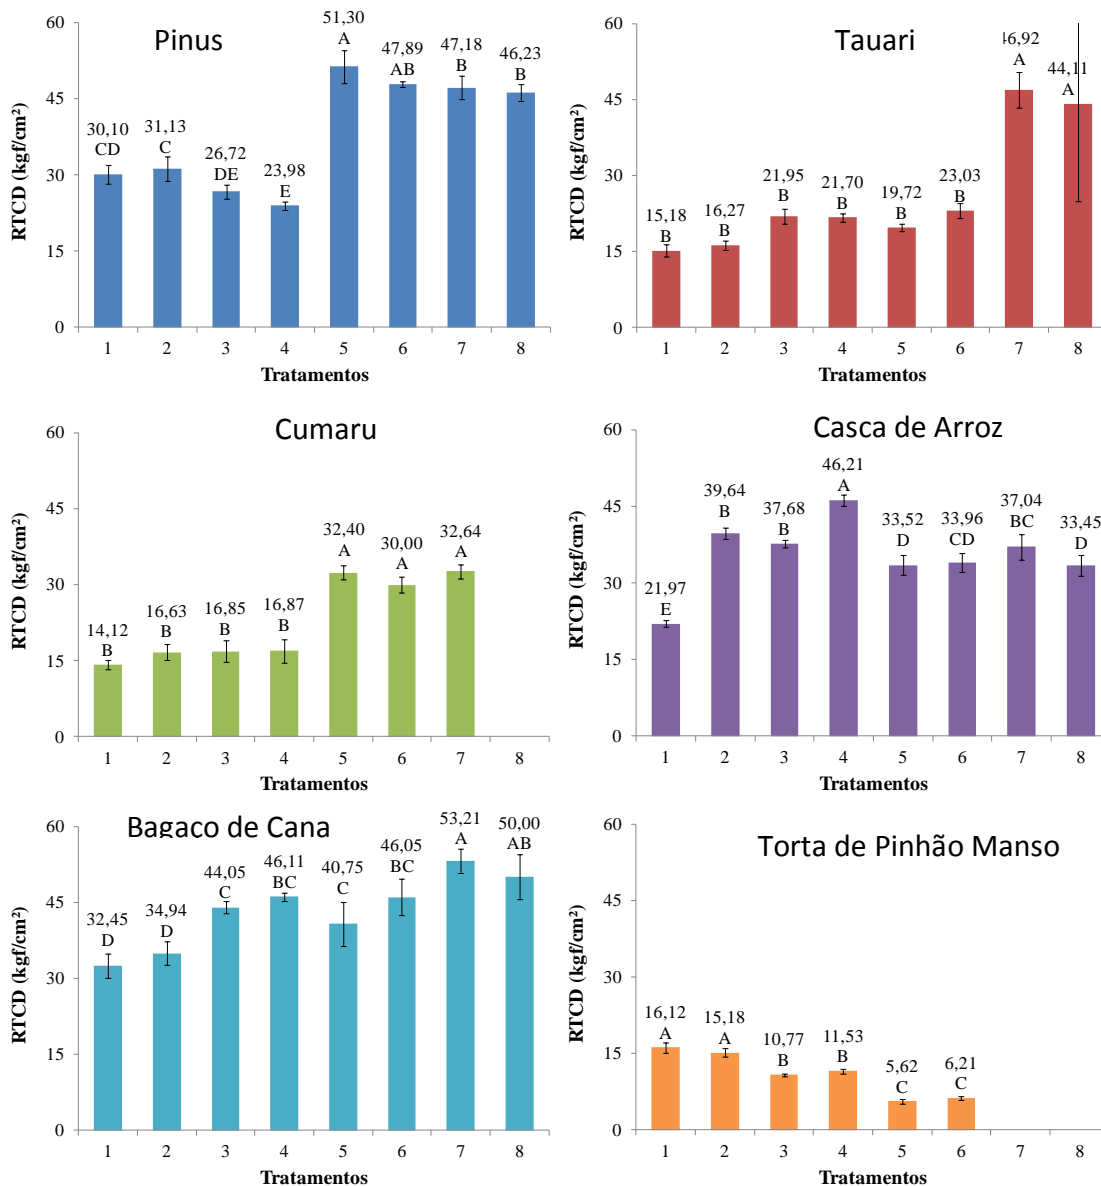 Pinus
RTCD (kgf/cm²)
60
45
30
15
0
30,10
CD
31,13
C
26,72
DE
23,98
E
51,30
A
47,89
AB
47,18
B
46,23
B
1 2 3 4 5 6 7 8
Tratamentos
Tauari
RTCD (kgf/cm²)
60
45
30
15
0
15,18
B
16,27
B
21,95
B
21,70
B
19,72
B
23,03
B
46,92
A
44,11
A
1 2 3 4 5 6 7 8
Tratamentos
Cumaru
RTCD (kgf/cm²)
60
45
30
15
0
14,12
B
16,63
B
16,85
B
16,87
B
32,40
A
30,00
A
32,64
A
1 2 3 4 5 6 7 8
Tratamentos
Casca de Arroz
RTCD (kgf/cm²)
60
45
30
15
0
21,97
E
39,64
B
37,68
B
46,21
A
33,52
D
33,96
CD
37,04
BC
33,45
D
1 2 3 4 5 6 7 8
Tratamentos
Bagaço de Cana
RTCD (kgf/cm²)
60
45
30
15
0
32,45
D
34,94
D
44,05
C
46,11
BC
40,75
C
46,05
BC
53,21
A
50,00
AB
1 2 3 4 5 6 7 8
Tratamentos
Torta de Pinhão Manso
RTCD (kgf/cm²)
60
45
30
15
0
16,12
A
15,18
A
10,77
B
11,53
B
5,62
C
6,21
C
1 2 3 4 5 6 7 8
Tratamentos